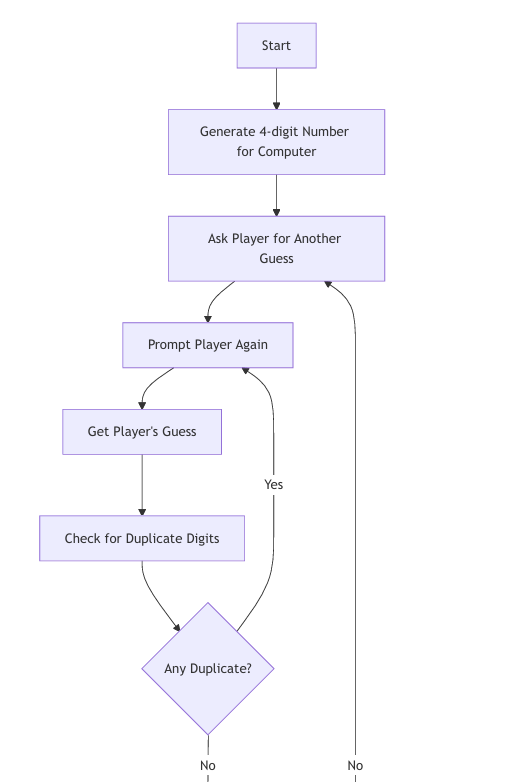 Start
Generate 4-digit Number
for Computer
Ask Player for Another
Guess
Prompt Player Again
Get Player's Guess
Yes
Check for Duplicate Digits
Any Duplicate?
No
No